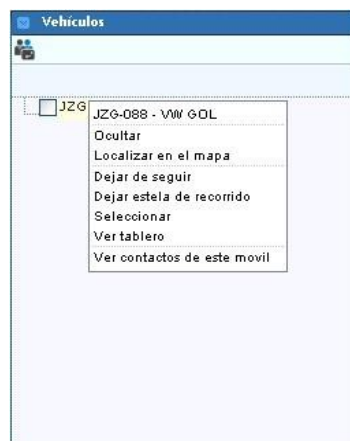 Vehículos
JZG
JZG-088 - VW GOL
Ocultar
Localizar en el mapa
Dejar de seguir
Dejar estela de recorrido
Seleccionar
Ver tablero
Ver contactos de este movil